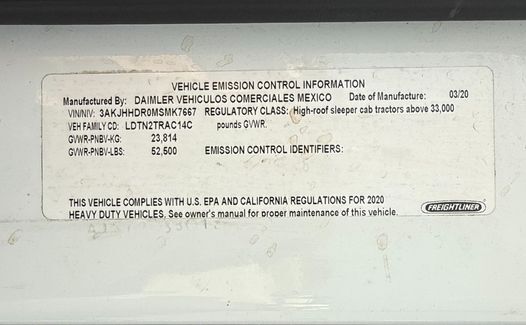 VEHICLE EMISSION CONTROL INFORMATION
Manufactured By: DAIMLER VEHICULOS COMERCIALES MEXICO Date of Manufacture: 03/20
VIN/NIV: 3AKJHHDR0MSMK7667 REGULATORY CLASS: High-roof sleeper cab tractors above 33,000
VEH FAMILY CD: LDTN2TRAC14C pounds GVWR.
GVWR-PNBV-KG: 23,814
GVWR-PNBV-LBS: 52,500 EMISSION CONTROL IDENTIFIERS:
THIS VEHICLE COMPLIES WITH U.S. EPA AND CALIFORNIA REGULATIONS FOR 2020
HEAVY DUTY VEHICLES. See owner's manual for proper maintenance of this vehicle.
FREIGHTLINER